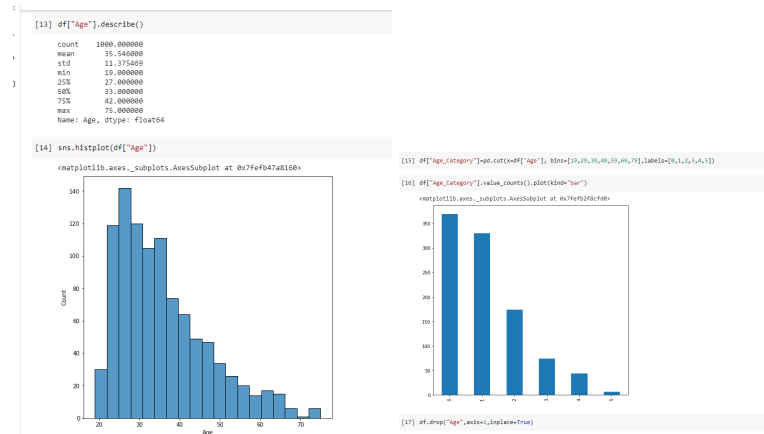 [13] df["Age"].describe()
count 1000.000000
mean 35.546000
std 11.375469
min 19.000000
25% 27.000000
50% 33.000000
75% 42.000000
max 75.000000
Name: Age, dtype: float64
[14] sns.histplot(df["Age"])
<matplotlib.axes._subplots.AxesSubplot at 0x7fefb47a8160>
140
120
100
80
60
40
20
0
Count
20 30 40 50 60 70
Age
[15] df["Age_Category"]=pd.cut(x=df['Age'], bins=[19,29,39,49,59,69,79],labels=[0,1,2,3,4,5])
[16] df["Age_Category"].value_counts().plot(kind="bar")
<matplotlib.axes._subplots.AxesSubplot at 0x7fefb2f8cfd0>
350
300
250
200
150
100
50
0
0 1 2 3 4 5
[17] df.drop("Age",axis=1,inplace=True)